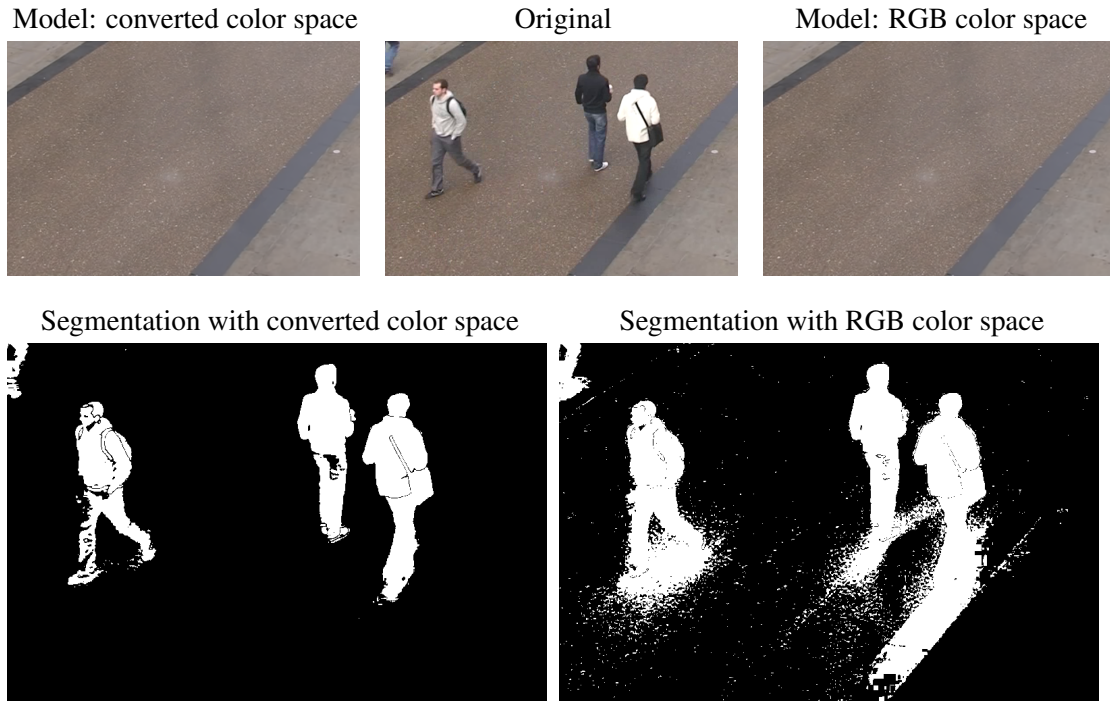 Model: converted color space
Original
Model: RGB color space
Segmentation with converted color space
Segmentation with RGB color space